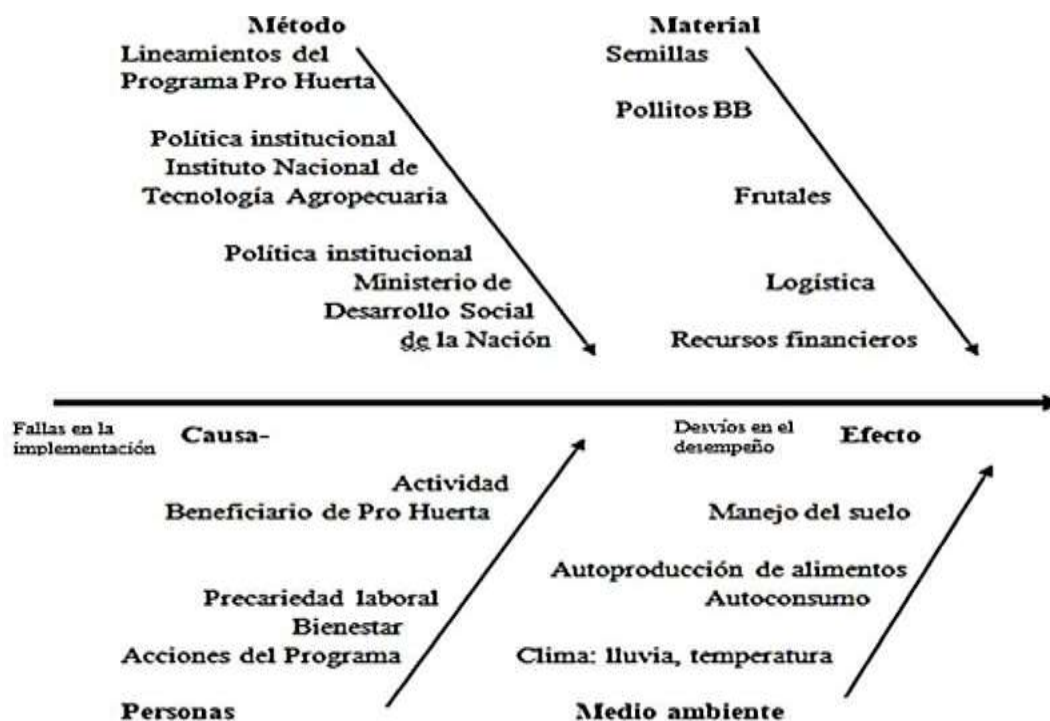 Método
Lineamientos del
Programa Pro Huerta
Política institucional
Instituto Nacional de
Tecnología Agropecuaria
Política institucional
Ministerio de
Desarrollo Social
de la Nación
Material
Semillas
Pollitos BB
Frutales
Logística
Recursos financieros
Fallas en la
implementación
Causa-
Desvíos en el
desempeño
Efecto
Actividad
Beneficiario de Pro Huerta
Precariedad laboral
Bienestar
Acciones del Programa
Personas
Manejo del suelo
Autoproducción de alimentos
Autoconsumo
Clima: lluvia, temperatura
Medio ambiente